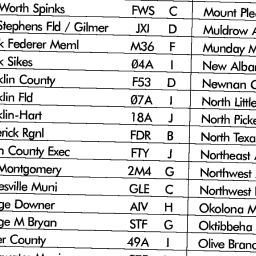 Worth Spinks FWS C Mount Ple
Stephens Fld / Gilmer JXI D Muldrow A
k Federer Meml M36 F Munday M
k Sikes 04A I New Alban
klin County F53 D Newnan C
klin Fld 07A I North Little
klin-Hart 18A J North Picke
erick Rgnl FDR B North Texa
n County Exec FTY J Northeast A
Montgomery 2M4 G Northwest
esville Muni GLE C Northwest
ge Downer AIV H Okolona M
ge M Bryan STF G Oktibbeha
er County 49A I Olive Branc